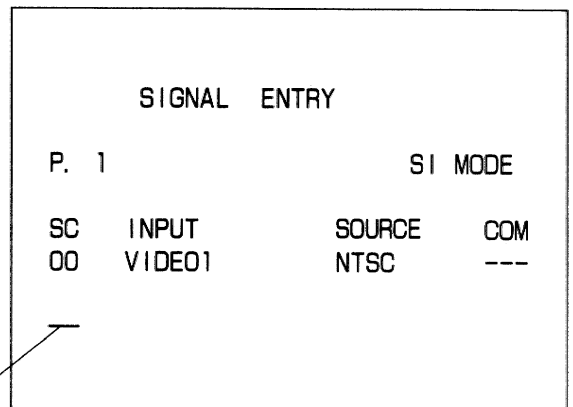 SIGNAL ENTRY
P. 1 SI MODE
SC INPUT SOURCE COM
00 VIDEO1 NTSC ---